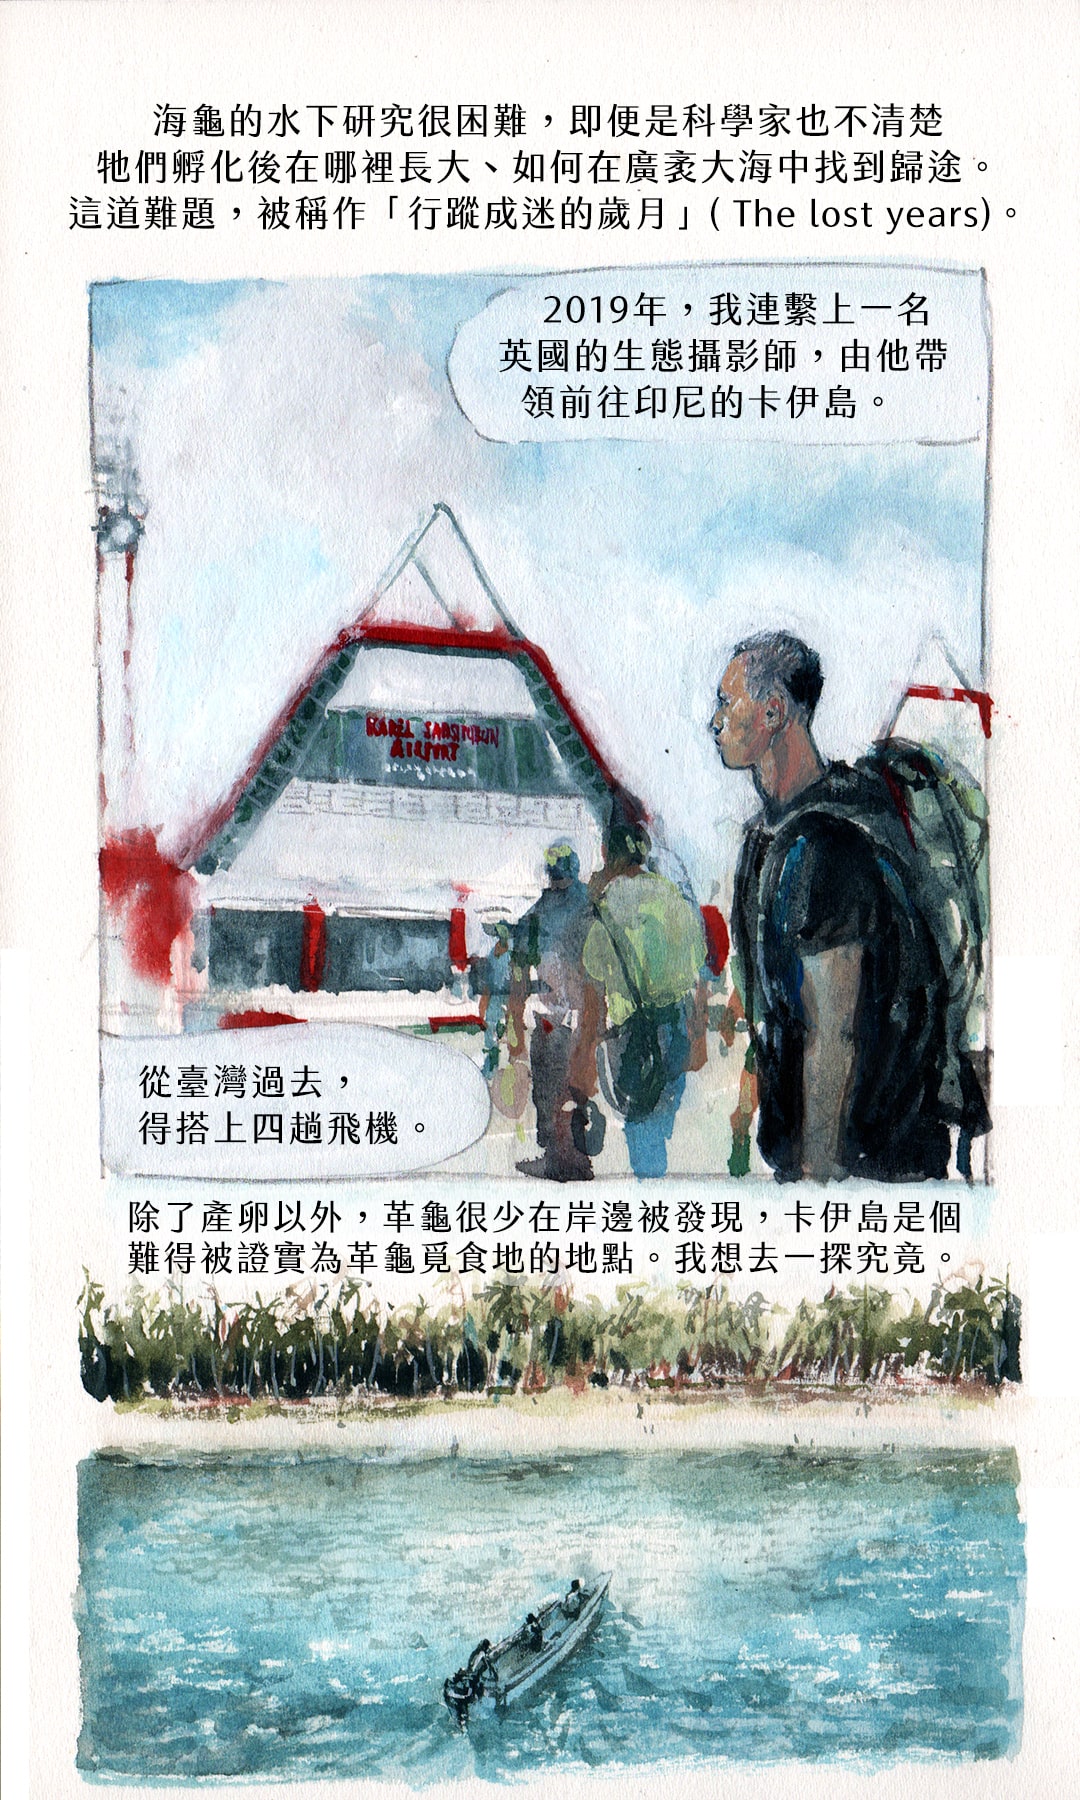 海龜的水下研究很困難，即便是科學家也不清楚
牠們孵化後在哪裡長大、如何在廣袤大海中找到歸途。
這道難題，被稱作「行蹤成迷的歲月」( The lost years)。
2019年，我連繫上一名
英國的生態攝影師，由他帶
領前往印尼的卡伊島。
KAREL SADSUITUBUN
AIRPORT
從臺灣過去，
得搭上四趟飛機。
除了產卵以外，革龜很少在岸邊被發現，卡伊島是個
難得被證實為革龜覓食地的地點。我想去一探究竟。